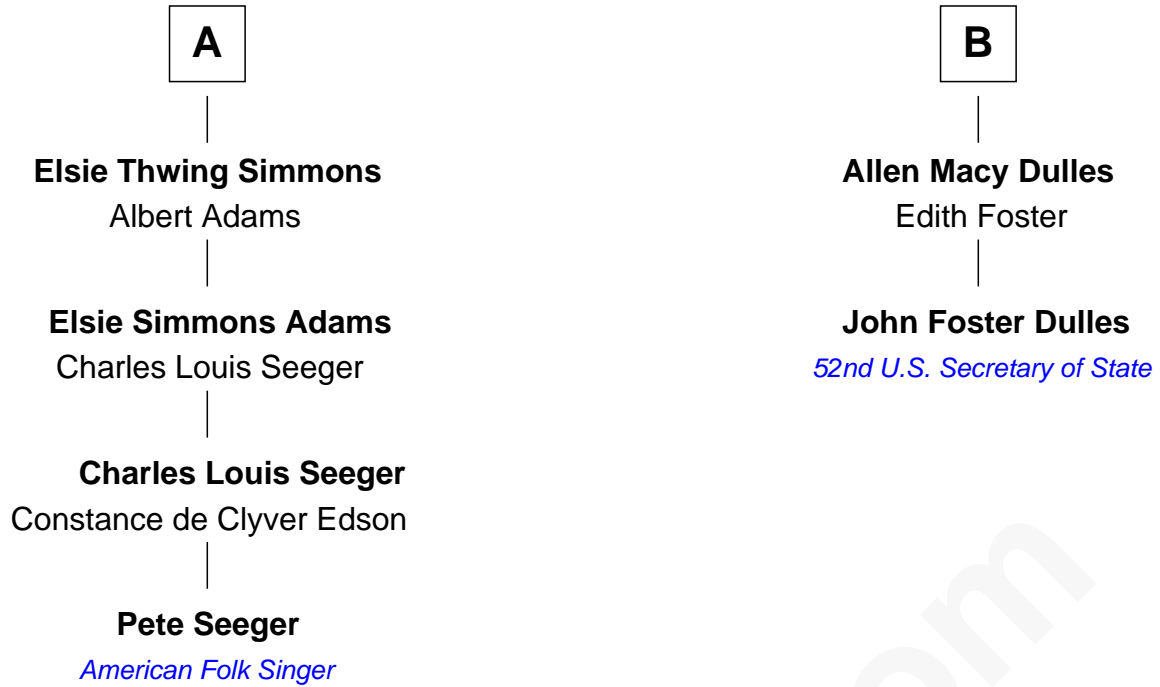 A
Elsie Thwing Simmons
Albert Adams
Elsie Simmons Adams
Charles Louis Seeger
Charles Louis Seeger
Constance de Clyver Edson
Pete Seeger
American Folk Singer
B
Allen Macy Dulles
Edith Foster
John Foster Dulles
52nd U.S. Secretary of State
om